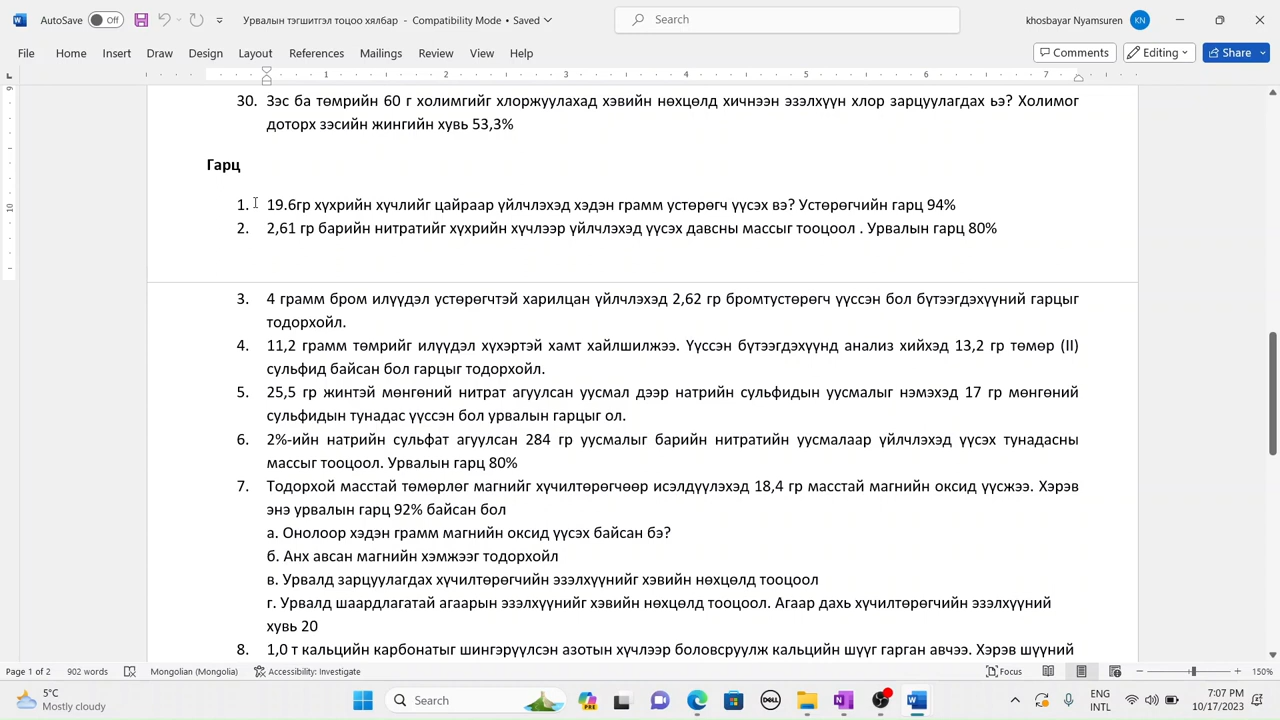 AutoSave Off Урвалын тэгшитгэл тоцоо хялбар - Compatibility Mode • Saved Search khosbayar Nyamsuren KN
File Home Insert Draw Design Layout References Mailings Review View Help Comments Editing Share
1 2 3 4 5 6 7
30. Зэс ба төмрийн 60 г холимгийг хлоржуулахад хэвийн нөхцөлд хичнээн эзэлхүүн хлор зарцуулагдах ьэ? Холимог
доторх зэсийн жингийн хувь 53,3%
Гарц
1. 19.6гр хүхрийн хүчлийг цайраар үйлчлэхэд хэдэн грамм устөрөгч үүсэх вэ? Устөрөгчийн гарц 94%
2. 2,61 гр барийн нитратийг хүхрийн хүчлээр үйлчлэхэд үүсэх давсны массыг тооцоол . Урвалын гарц 80%
3. 4 грамм бром илүүдэл устөрөгчтэй харилцан үйлчлэхэд 2,62 гр бромтустөрөгч үүссэн бол бүтээгдэхүүний гарцыг
тодорхойл.
4. 11,2 грамм төмрийг илүүдэл хүхэртэй хамт хайлшилжээ. Үүссэн бүтээгдэхүүнд анализ хийхэд 13,2 гр төмөр (II)
сульфид байсан бол гарцыг тодорхойл.
5. 25,5 гр жинтэй мөнгөний нитрат агуулсан уусмал дээр натрийн сульфидын уусмалыг нэмэхэд 17 гр мөнгөний
сульфидын тунадас үүссэн бол урвалын гарцыг ол.
6. 2%-ийн натрийн сульфат агуулсан 284 гр уусмалыг барийн нитратийн уусмалаар үйлчлэхэд үүсэх тунадасны
массыг тооцоол. Урвалын гарц 80%
7. Тодорхой масстай төмөрлөг магнийг хүчилтөрөгчөөр исэлдүүлэхэд 18,4 гр масстай магнийн оксид үүсжээ. Хэрэв
энэ урвалын гарц 92% байсан бол
а. Онолоор хэдэн грамм магнийн оксид үүсэх байсан бэ?
б. Анх авсан магнийн хэмжээг тодорхойл
в. Урвалд зарцуулагдах хүчилтөрөгчийн эзэлхүүнийг хэвийн нөхцөлд тооцоол
г. Урвалд шаардлагатай агаарын эзэлхүүнийг хэвийн нөхцөлд тооцоол. Агаар дахь хүчилтөрөгчийн эзэлхүүний
хувь 20
8. 1,0 т кальцийн карбонатыг шингэрүүлсэн азотын хүчлээр боловсруулж кальцийн шүүг гарган авчээ. Хэрэв шүүний
Page 1 of 2 902 words Mongolian (Mongolia) Accessibility: Investigate Focus 150%
5°C
Mostly cloudy
Search
PRE
DELL
ENG
INTL
7:07 PM
10/17/2023